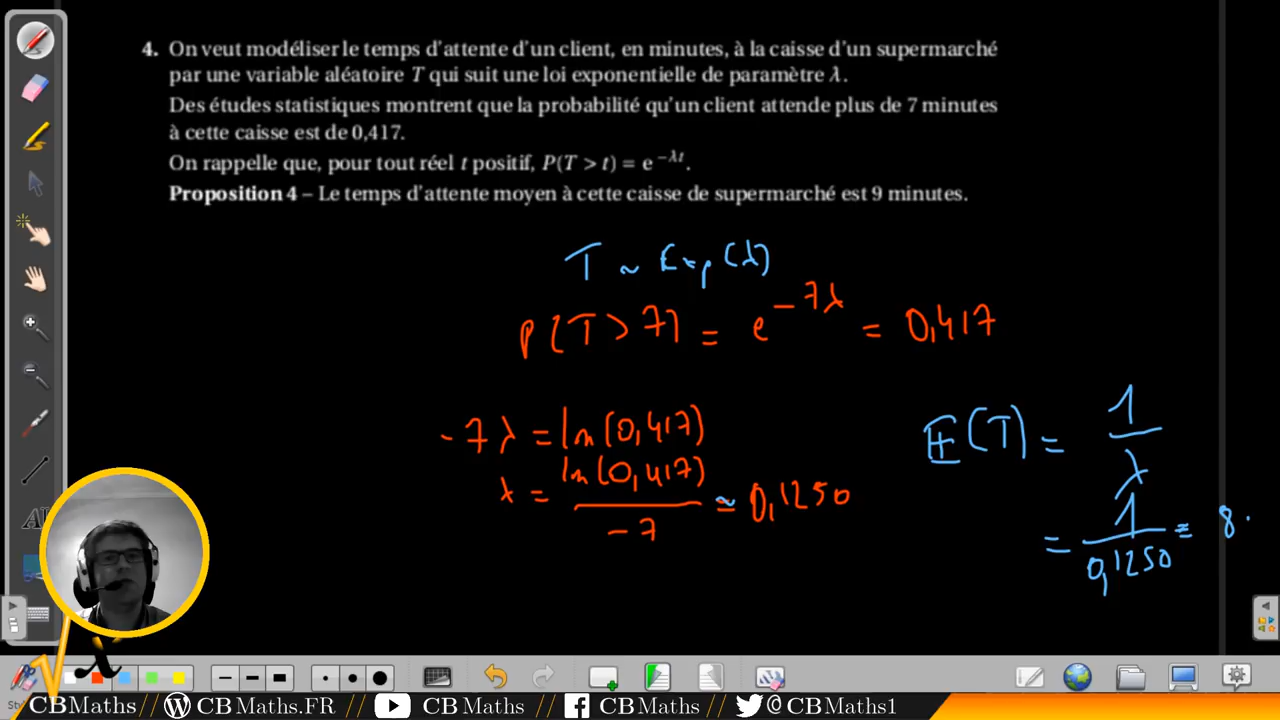 4. On veut modéliser le temps d'attente d'un client, en minutes, à la caisse d'un supermarché
par une variable aléatoire T qui suit une loi exponentielle de paramètre λ.
Des études statistiques montrent que la probabilité qu'un client attende plus de 7 minutes
à cette caisse est de 0,417.
On rappelle que, pour tout réel t positif, P(T > t) = e^{-λt}.
Proposition 4 – Le temps d'attente moyen à cette caisse de supermarché est 9 minutes.
T ~ Exp(λ)
P(T > 7) = e^{-7λ} = 0,417
-7λ = ln(0,417)
λ = ln(0,417) / -7 ≃ 0,1250
E(T) = 1/λ
= 1/0,1250 = 8.
CBMaths// CBMaths.FR // CBMaths // CBMaths // @CBMaths1